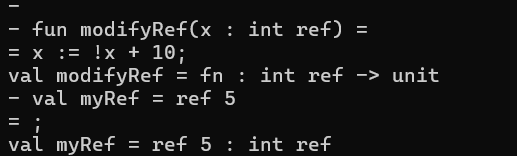 -
- fun modifyRef(x : int ref) =
= x := !x + 10;
val modifyRef = fn : int ref -> unit
- val myRef = ref 5
= ;
val myRef = ref 5 : int ref